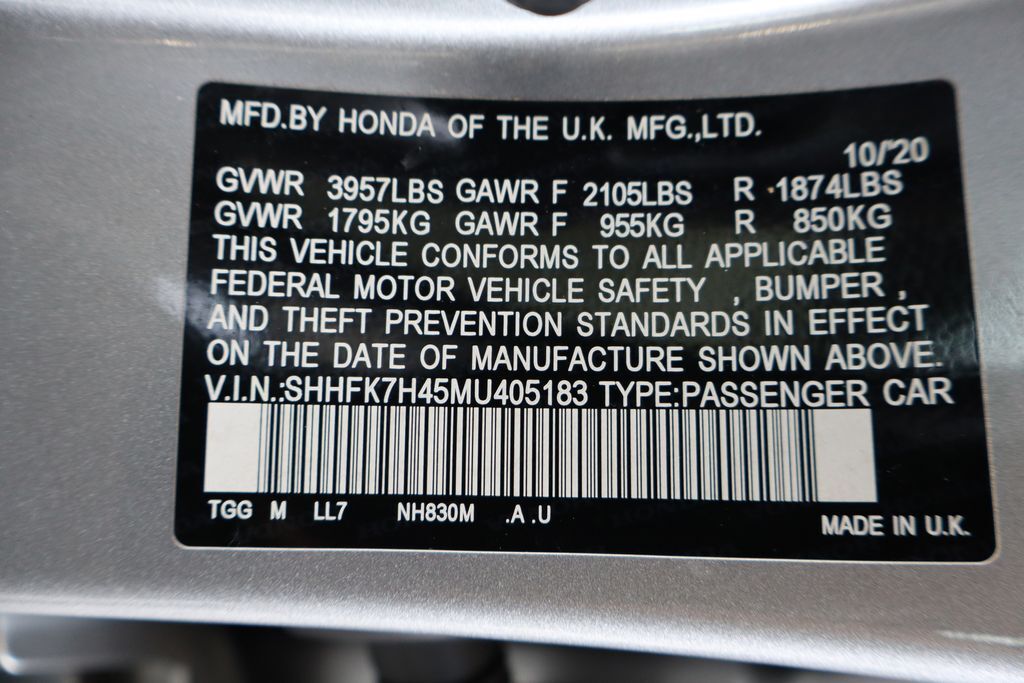 MFD.BY HONDA OF THE U.K. MFG.,LTD.
10/'20
GVWR 3957LBS GAWR F 2105LBS R 1874LBS
GVWR 1795KG GAWR F 955KG R 850KG
THIS VEHICLE CONFORMS TO ALL APPLICABLE
FEDERAL MOTOR VEHICLE SAFETY , BUMPER ,
AND THEFT PREVENTION STANDARDS IN EFFECT
ON THE DATE OF MANUFACTURE SHOWN ABOVE.
V.I.N.:SHHFK7H45MU405183 TYPE:PASSENGER CAR
TGG M LL7 NH830M .A .U
MADE IN U.K.